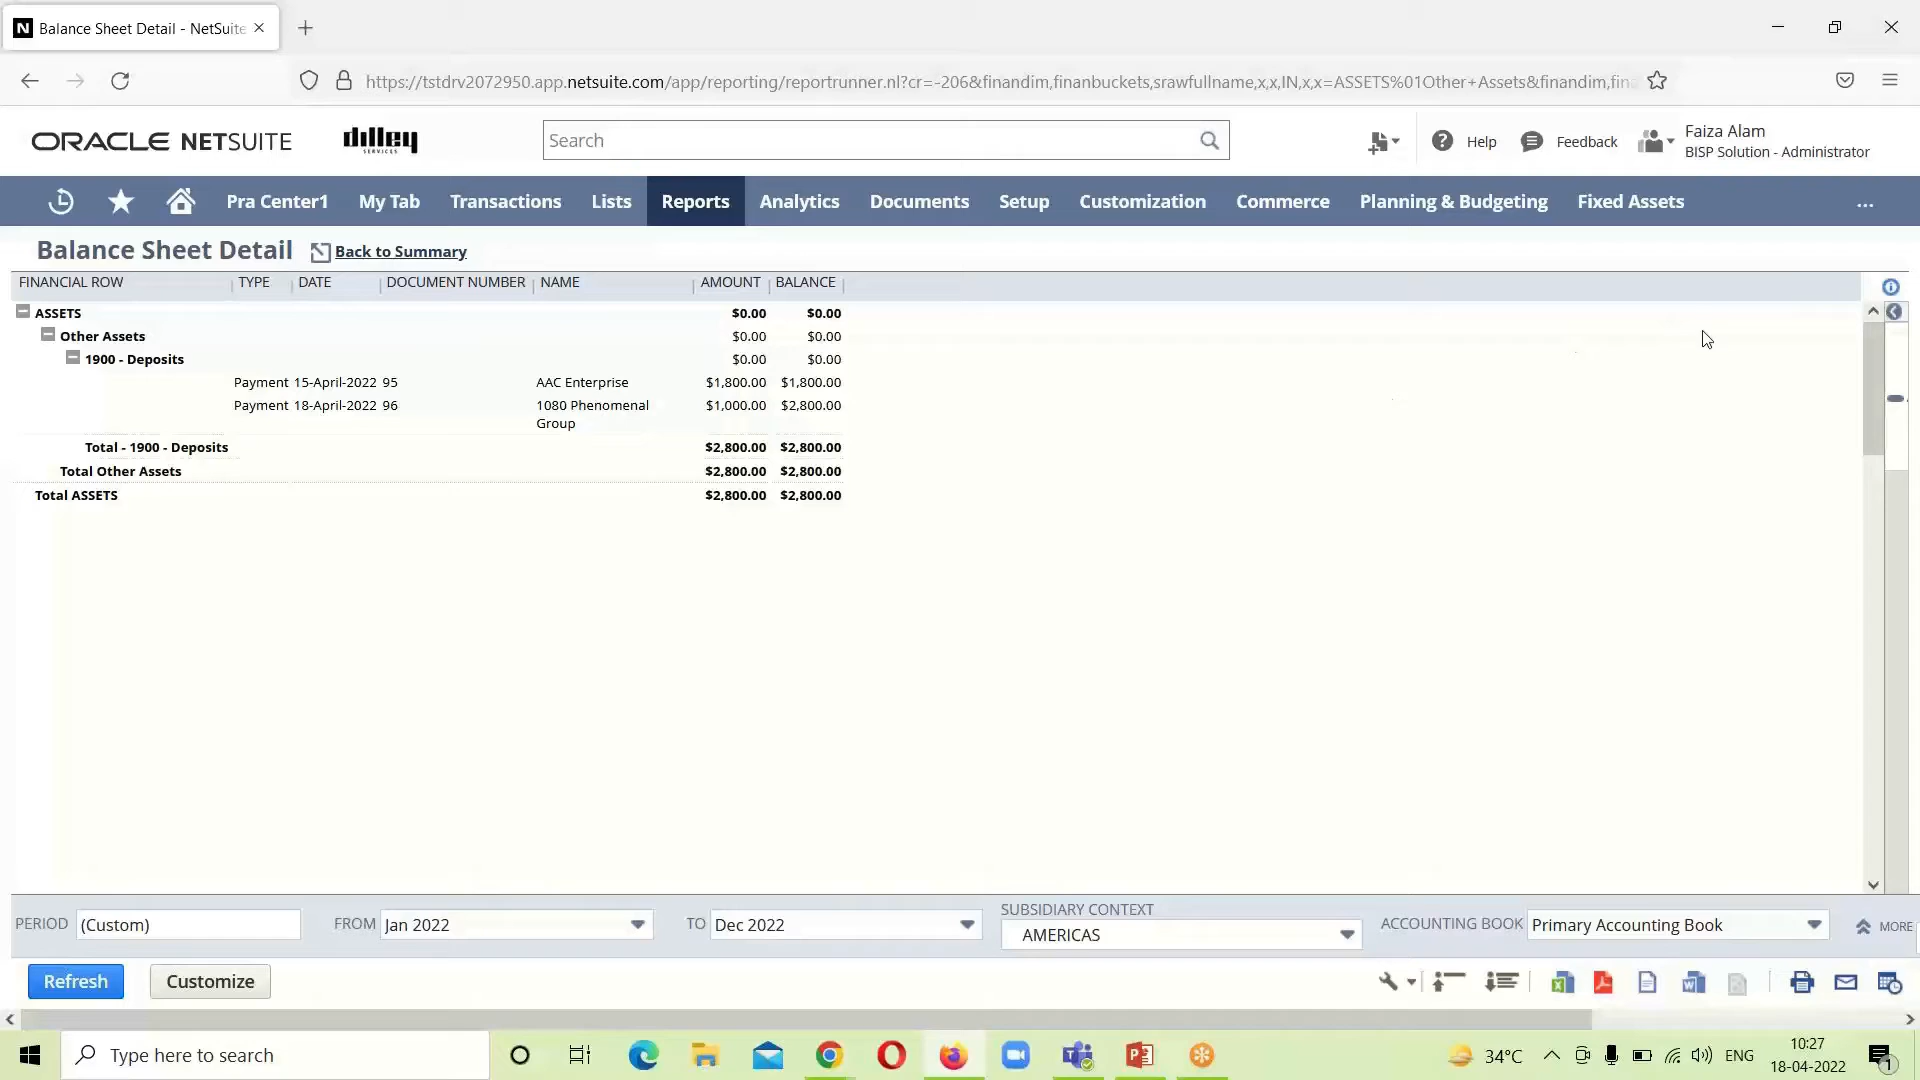 Balance Sheet Detail - NetSuite
https://tstdrv2072950.app.netsuite.com/app/reporting/reportrunner.nl?cr=-206&finandim,finanbuckets,srawfullname,x,x,IN,x,x=ASSETS%01Other+Assets&finandim,fina
ORACLE NETSUITE
dilley
SERVICES
Search
Help
Feedback
Faiza Alam
BISP Solution - Administrator
Pra Center1 My Tab Transactions Lists Reports Analytics Documents Setup Customization Commerce Planning & Budgeting Fixed Assets ...
Balance Sheet Detail Back to Summary
FINANCIAL ROW TYPE DATE DOCUMENT NUMBER NAME AMOUNT BALANCE
ASSETS $0.00 $0.00
Other Assets $0.00 $0.00
1900 - Deposits $0.00 $0.00
Payment 15-April-2022 95 AAC Enterprise $1,800.00 $1,800.00
Payment 18-April-2022 96 1080 Phenomenal $1,000.00 $2,800.00
Group
Total - 1900 - Deposits $2,800.00 $2,800.00
Total Other Assets $2,800.00 $2,800.00
Total ASSETS $2,800.00 $2,800.00
PERIOD (Custom) FROM Jan 2022 TO Dec 2022
SUBSIDIARY CONTEXT
AMERICAS
ACCOUNTING BOOK Primary Accounting Book MORE
Refresh Customize
Type here to search
34°C
ENG
10:27
18-04-2022
1